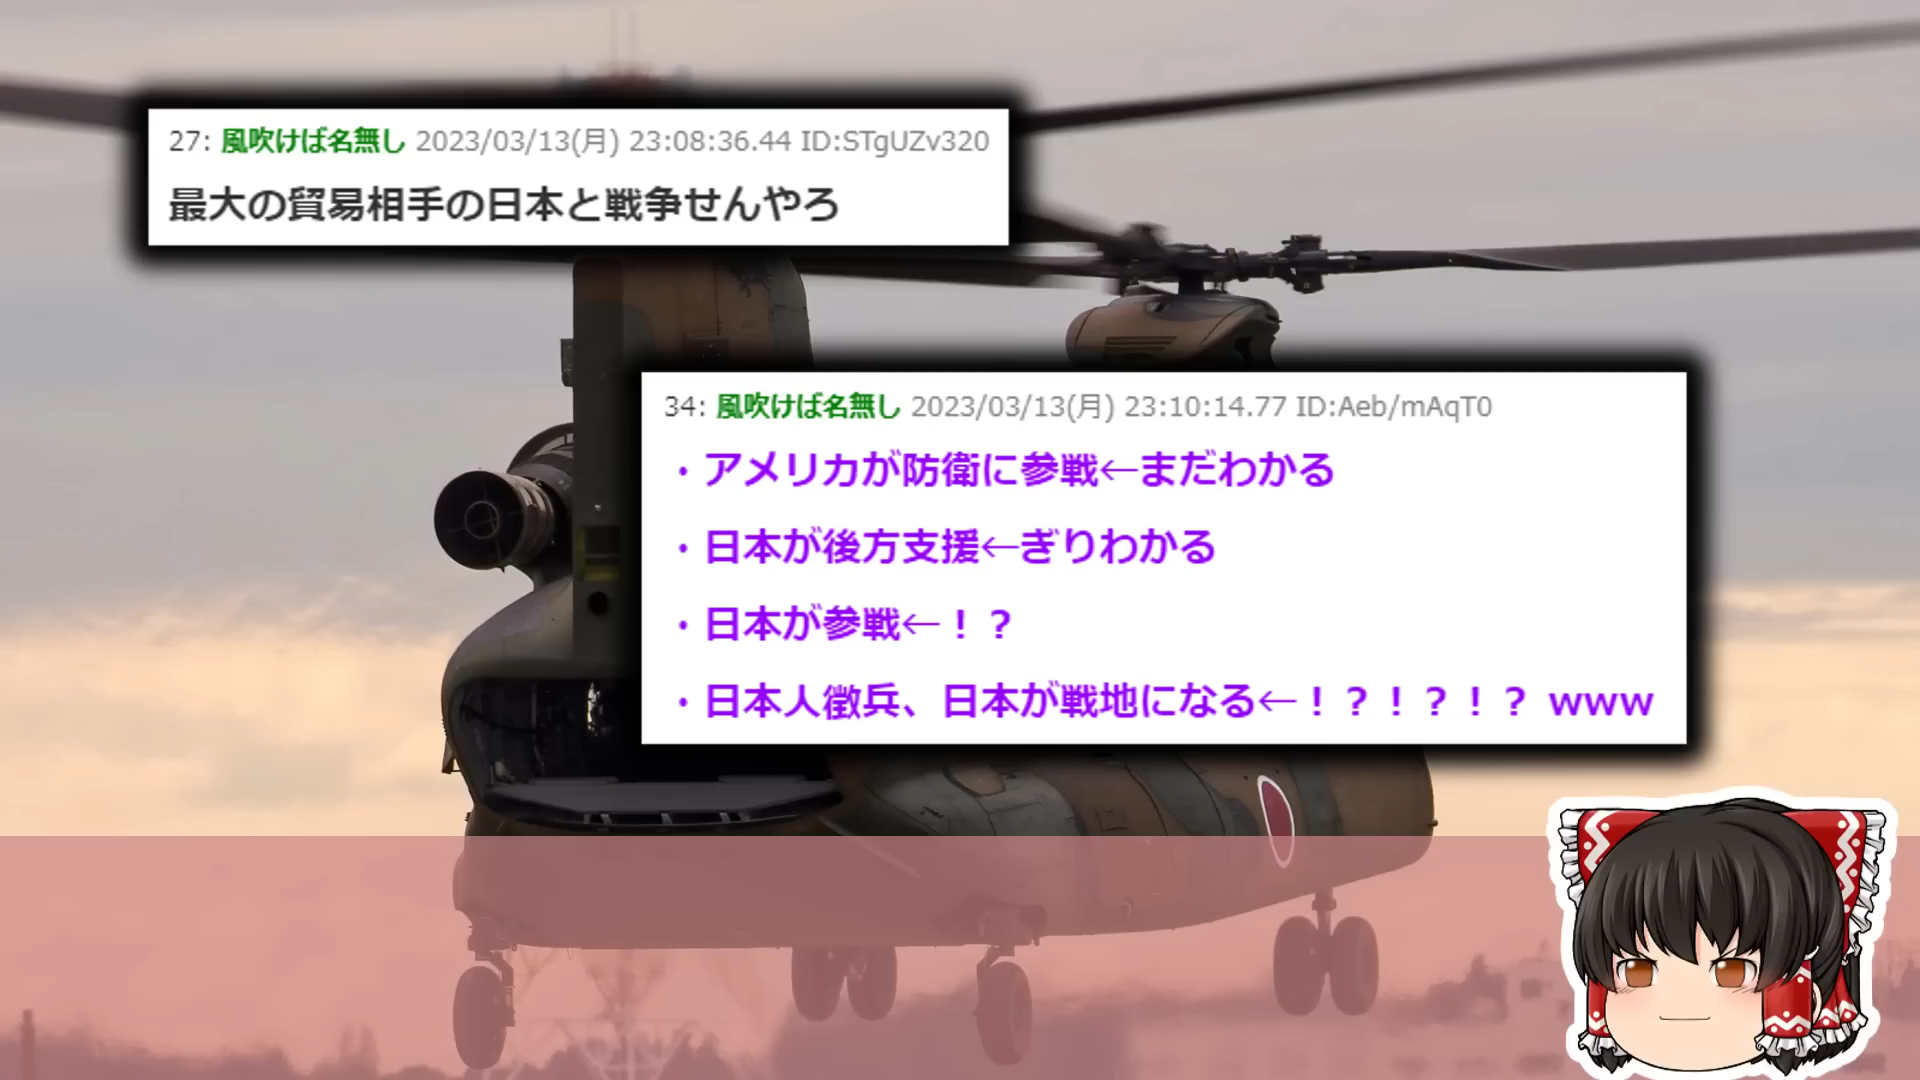 27: 風吹けば名無し 2023/03/13(月) 23:08:36.44 ID:STgUZv320
最大の貿易相手の日本と戦争せんやろ
34: 風吹けば名無し 2023/03/13(月) 23:10:14.77 ID:Aeb/mAqT0
・アメリカが防衛に参戦←まだわかる
・日本が後方支援←ぎりわかる
・日本が参戦←！？
・日本人徴兵、日本が戦地になる←！？！？！？ www